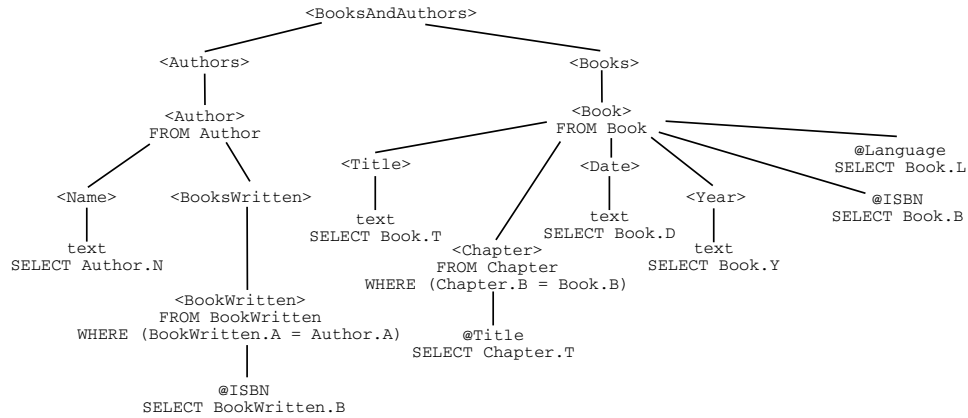 <BooksAndAuthors>
<Authors>
<Books>
<Author>
FROM Author
<Book>
FROM Book
<Name>
text
SELECT Author.N
<BooksWritten>
<BookWritten>
FROM BookWritten
WHERE (BookWritten.A = Author.A)
@ISBN
SELECT BookWritten.B
<Title>
text
SELECT Book.T
<Chapter>
FROM Chapter
WHERE (Chapter.B = Book.B)
@Title
SELECT Chapter.T
<Date>
text
SELECT Book.D
<Year>
text
SELECT Book.Y
@ISBN
SELECT Book.B
@Language
SELECT Book.L